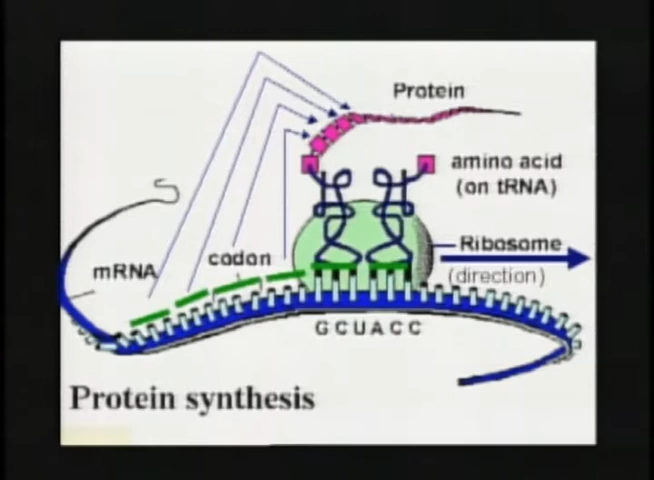 Protein
amino acid
(on tRNA)
Ribosome
(direction)
codon
mRNA
GCUACC
Protein synthesis